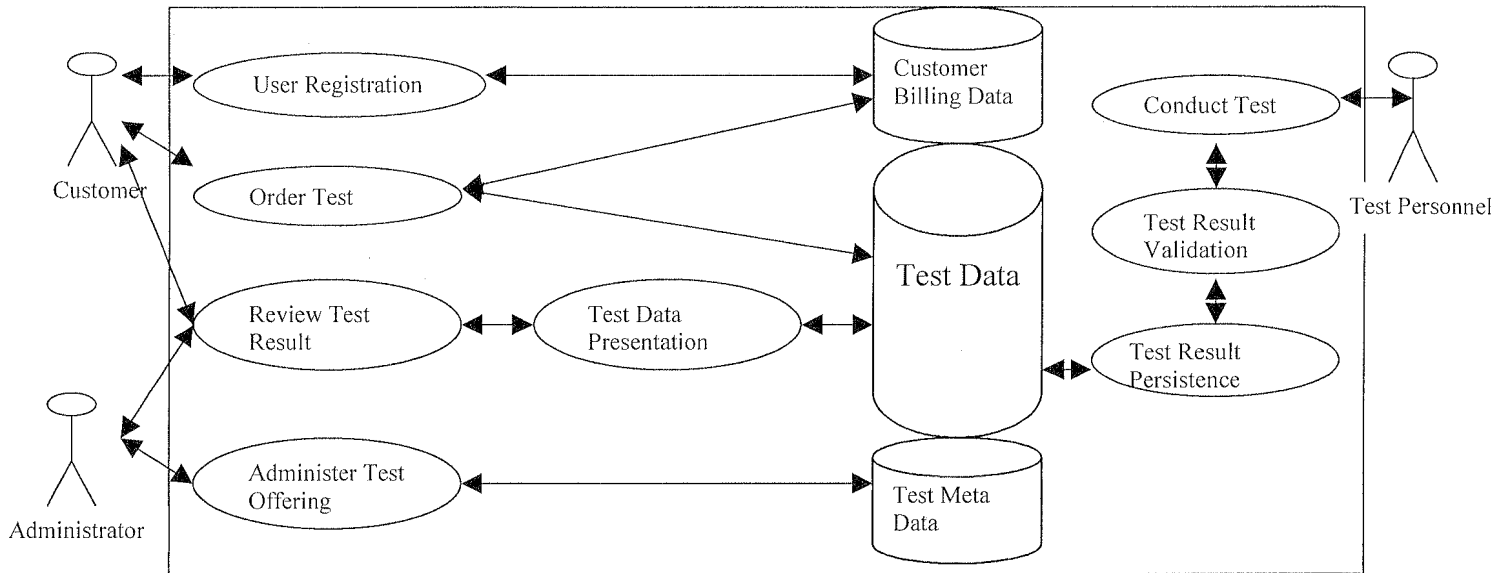 User Registration
Customer
Billing Data
Conduct Test
Customer
Order Test
Test Personnel
Test Result
Validation
Test Data
Review Test
Result
Test Data
Presentation
Test Result
Persistence
Administer Test
Offering
Test Meta
Data
Administrator